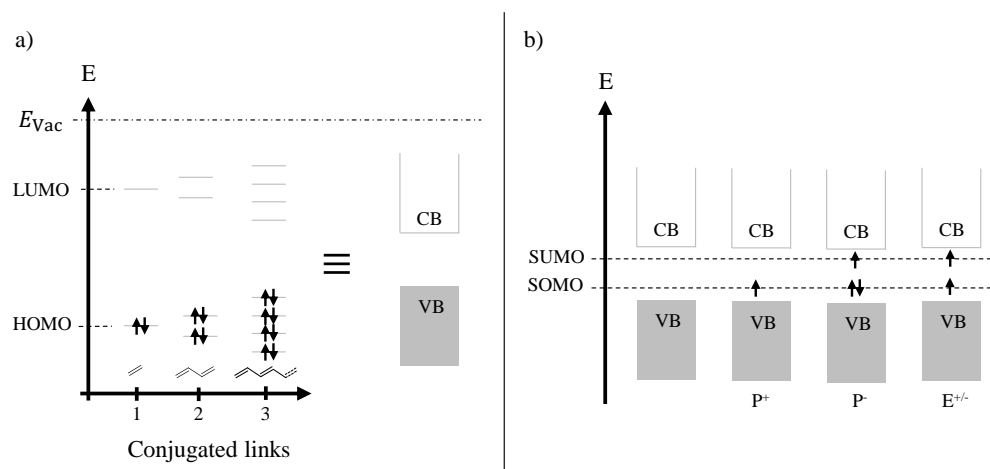 a)
E
E_Vac
LUMO
CB
HOMO
VB
1 2 3
Conjugated links
b)
E
CB CB CB CB
SUMO
SOMO
VB VB VB VB
P⁺ P⁻ E⁺/⁻